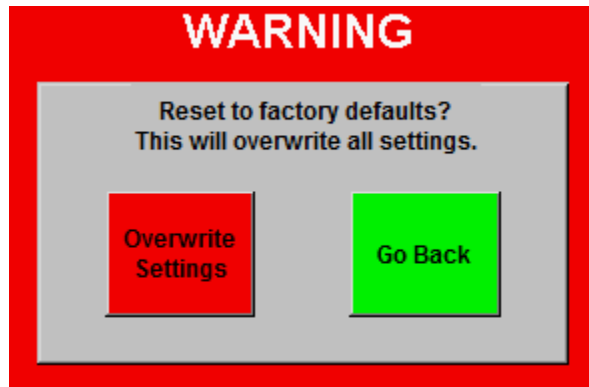 WARNING
Reset to factory defaults?
This will overwrite all settings.
Overwrite
Settings
Go Back